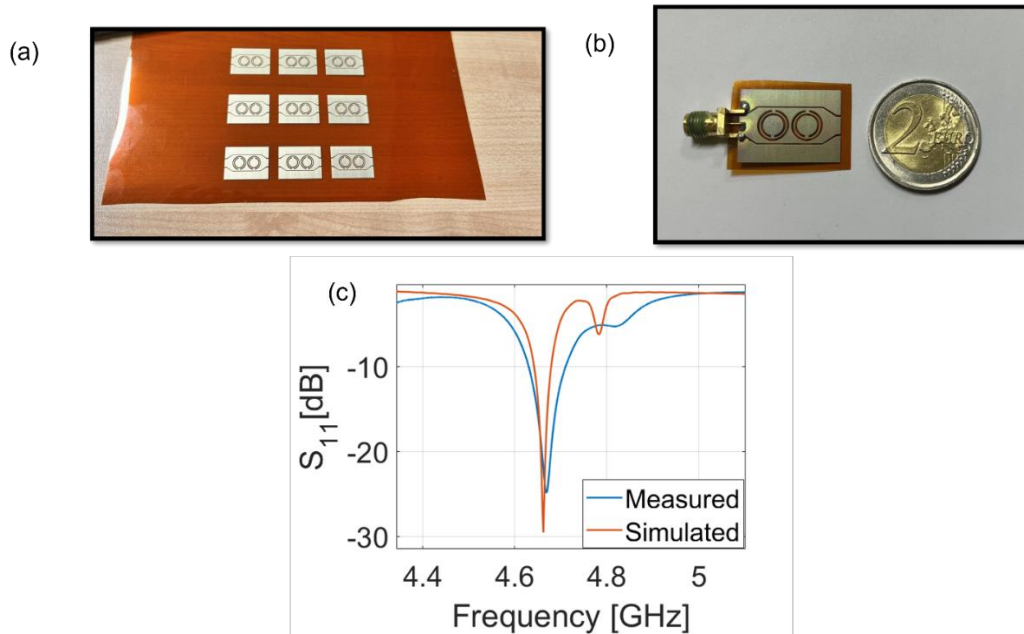 (a)
(b)
2 EURO
(c)
-10
-20
-30
S11[dB]
Measured
Simulated
4.4 4.6 4.8 5
Frequency [GHz]